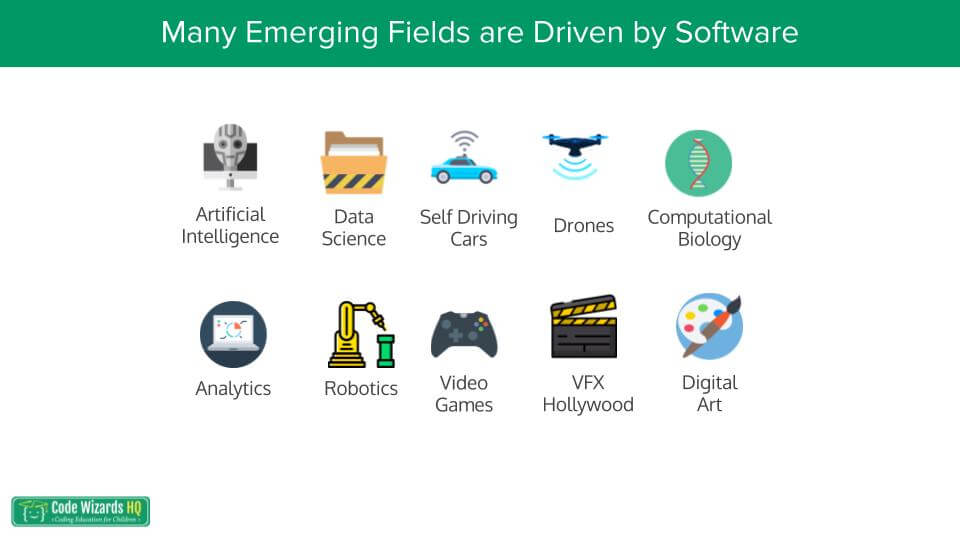 Many Emerging Fields are Driven by Software
Artificial
Intelligence
Data
Science
Self Driving
Cars
Drones
Computational
Biology
Analytics
Robotics
Video
Games
VFX
Hollywood
Digital
Art
Code Wizards HQ
<Coding Education for Children>